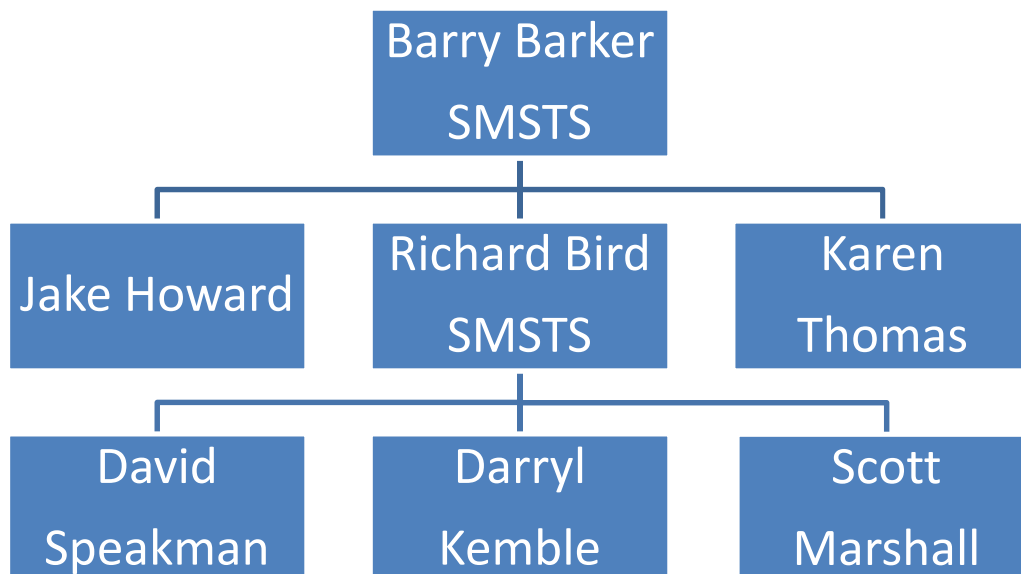 Barry Barker
SMSTS
Jake Howard
Richard Bird
SMSTS
Karen
Thomas
David
Speakman
Darryl
Kemble
Scott
Marshall